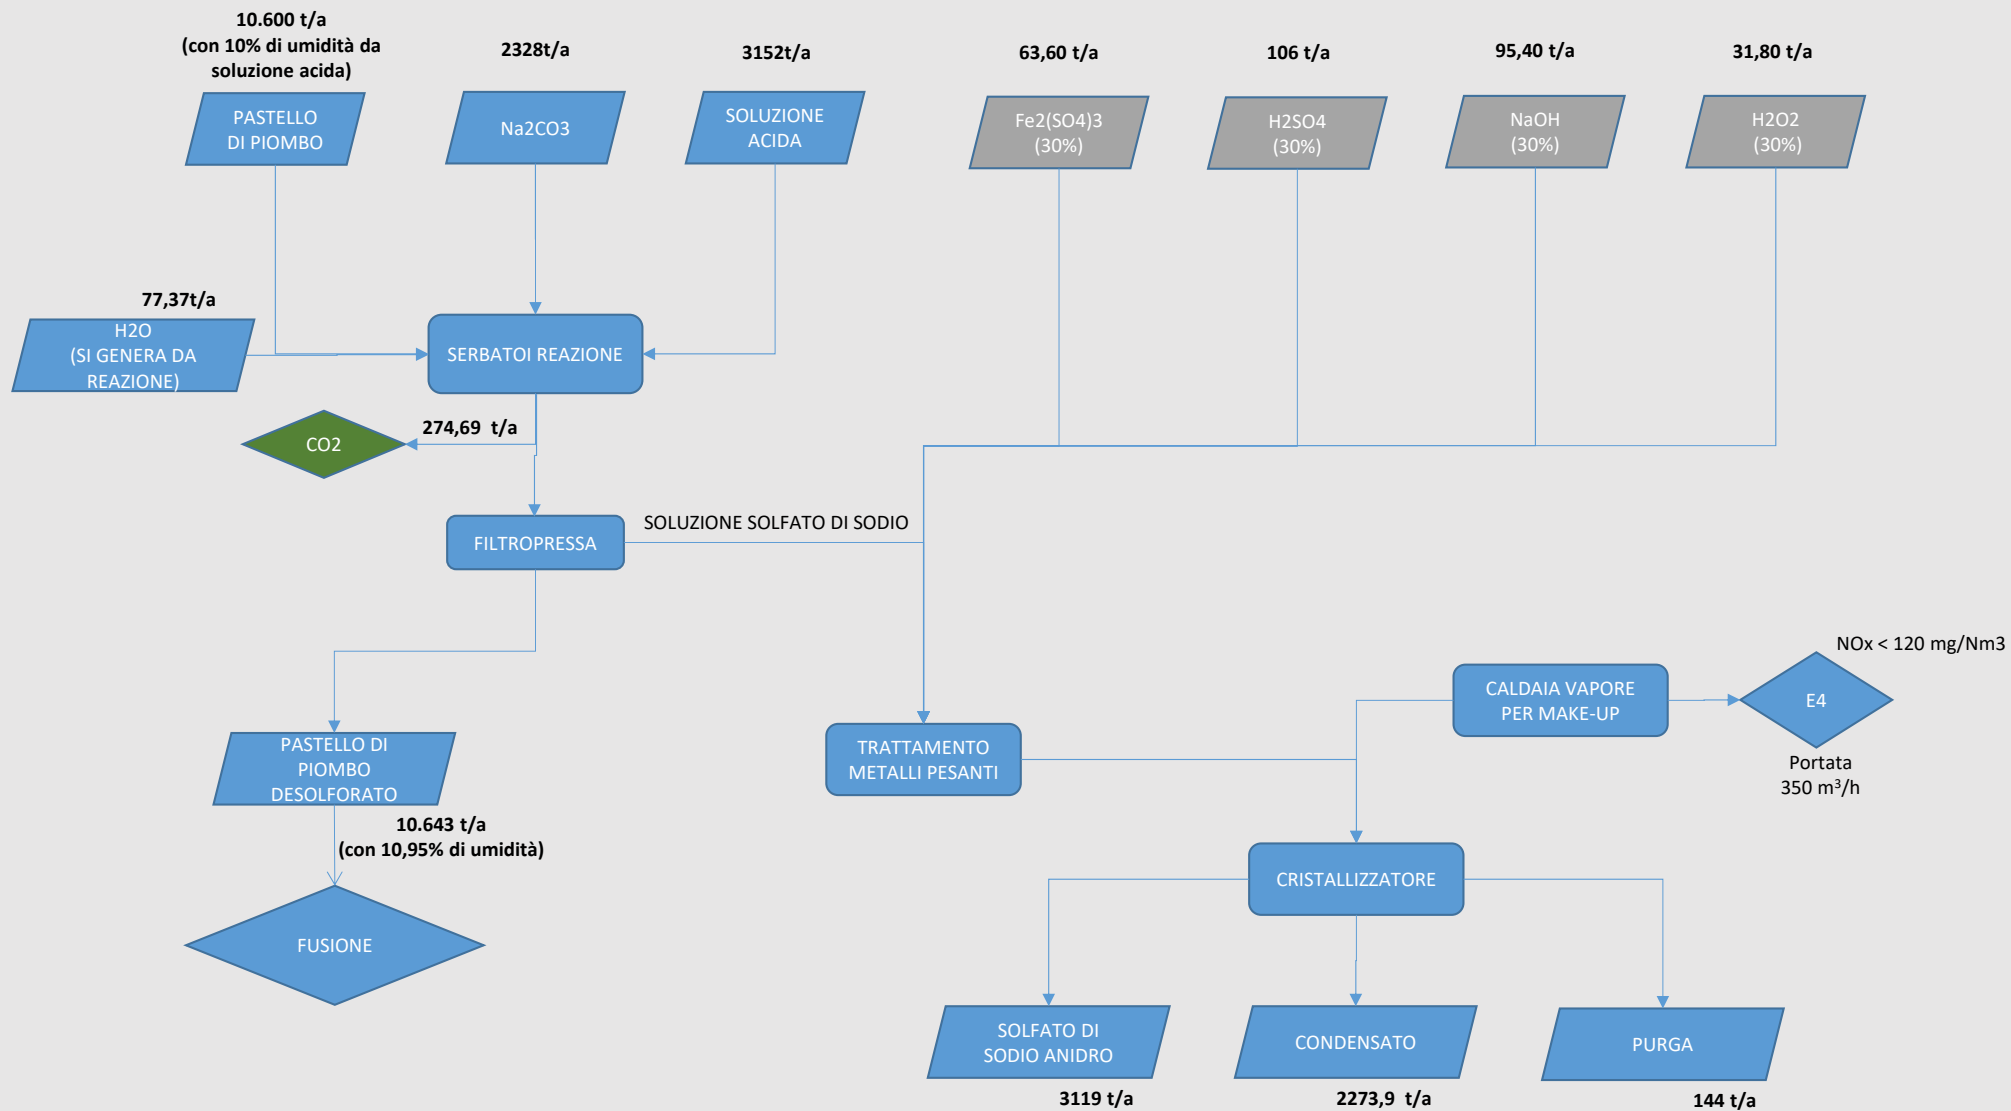 10.600 t/a
(con 10% di umidità da
soluzione acida)
2328t/a
3152t/a
63,60 t/a
106 t/a
95,40 t/a
31,80 t/a
PASTELLO
DI PIOMBO
Na2CO3
SOLUZIONE
ACIDA
Fe2(SO4)3
(30%)
H2SO4
(30%)
NaOH
(30%)
H2O2
(30%)
77,37t/a
H2O
(SI GENERA DA
REAZIONE)
SERBATOI REAZIONE
274,69 t/a
CO2
FILTROPRESSA
SOLUZIONE SOLFATO DI SODIO
NOx < 120 mg/Nm3
CALDAIA VAPORE
PER MAKE-UP
E4
Portata
350 m³/h
PASTELLO DI
PIOMBO
DESOLFORATO
TRATTAMENTO
METALLI PESANTI
10.643 t/a
(con 10,95% di umidità)
CRISTALLIZZATORE
FUSIONE
SOLFATO DI
SODIO ANIDRO
CONDENSATO
PURGA
3119 t/a
2273,9 t/a
144 t/a